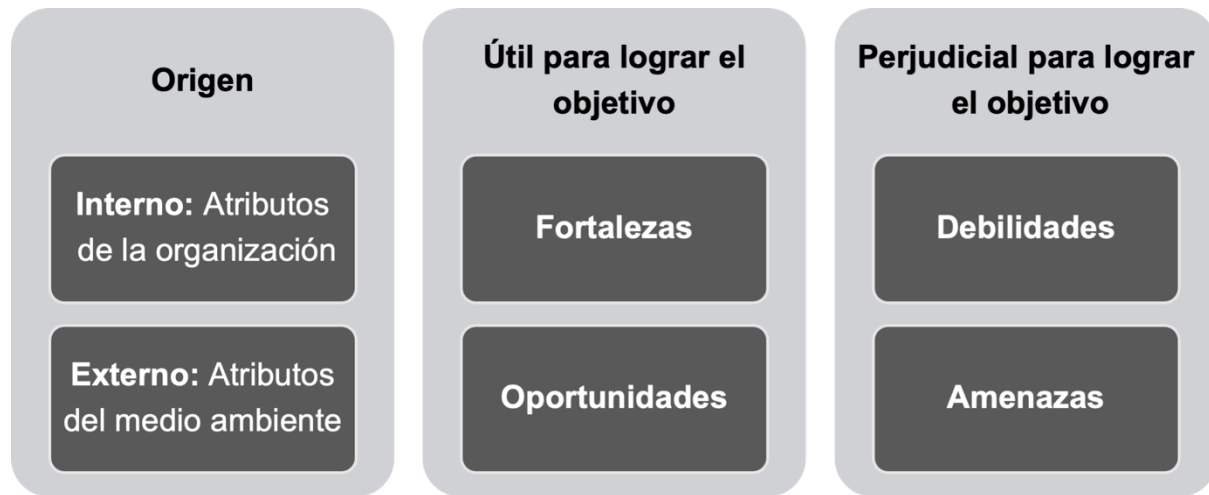 Origen
Interno: Atributos
de la organización
Externo: Atributos
del medio ambiente
Útil para lograr el
objetivo
Fortalezas
Oportunidades
Perjudicial para lograr
el objetivo
Debilidades
Amenazas